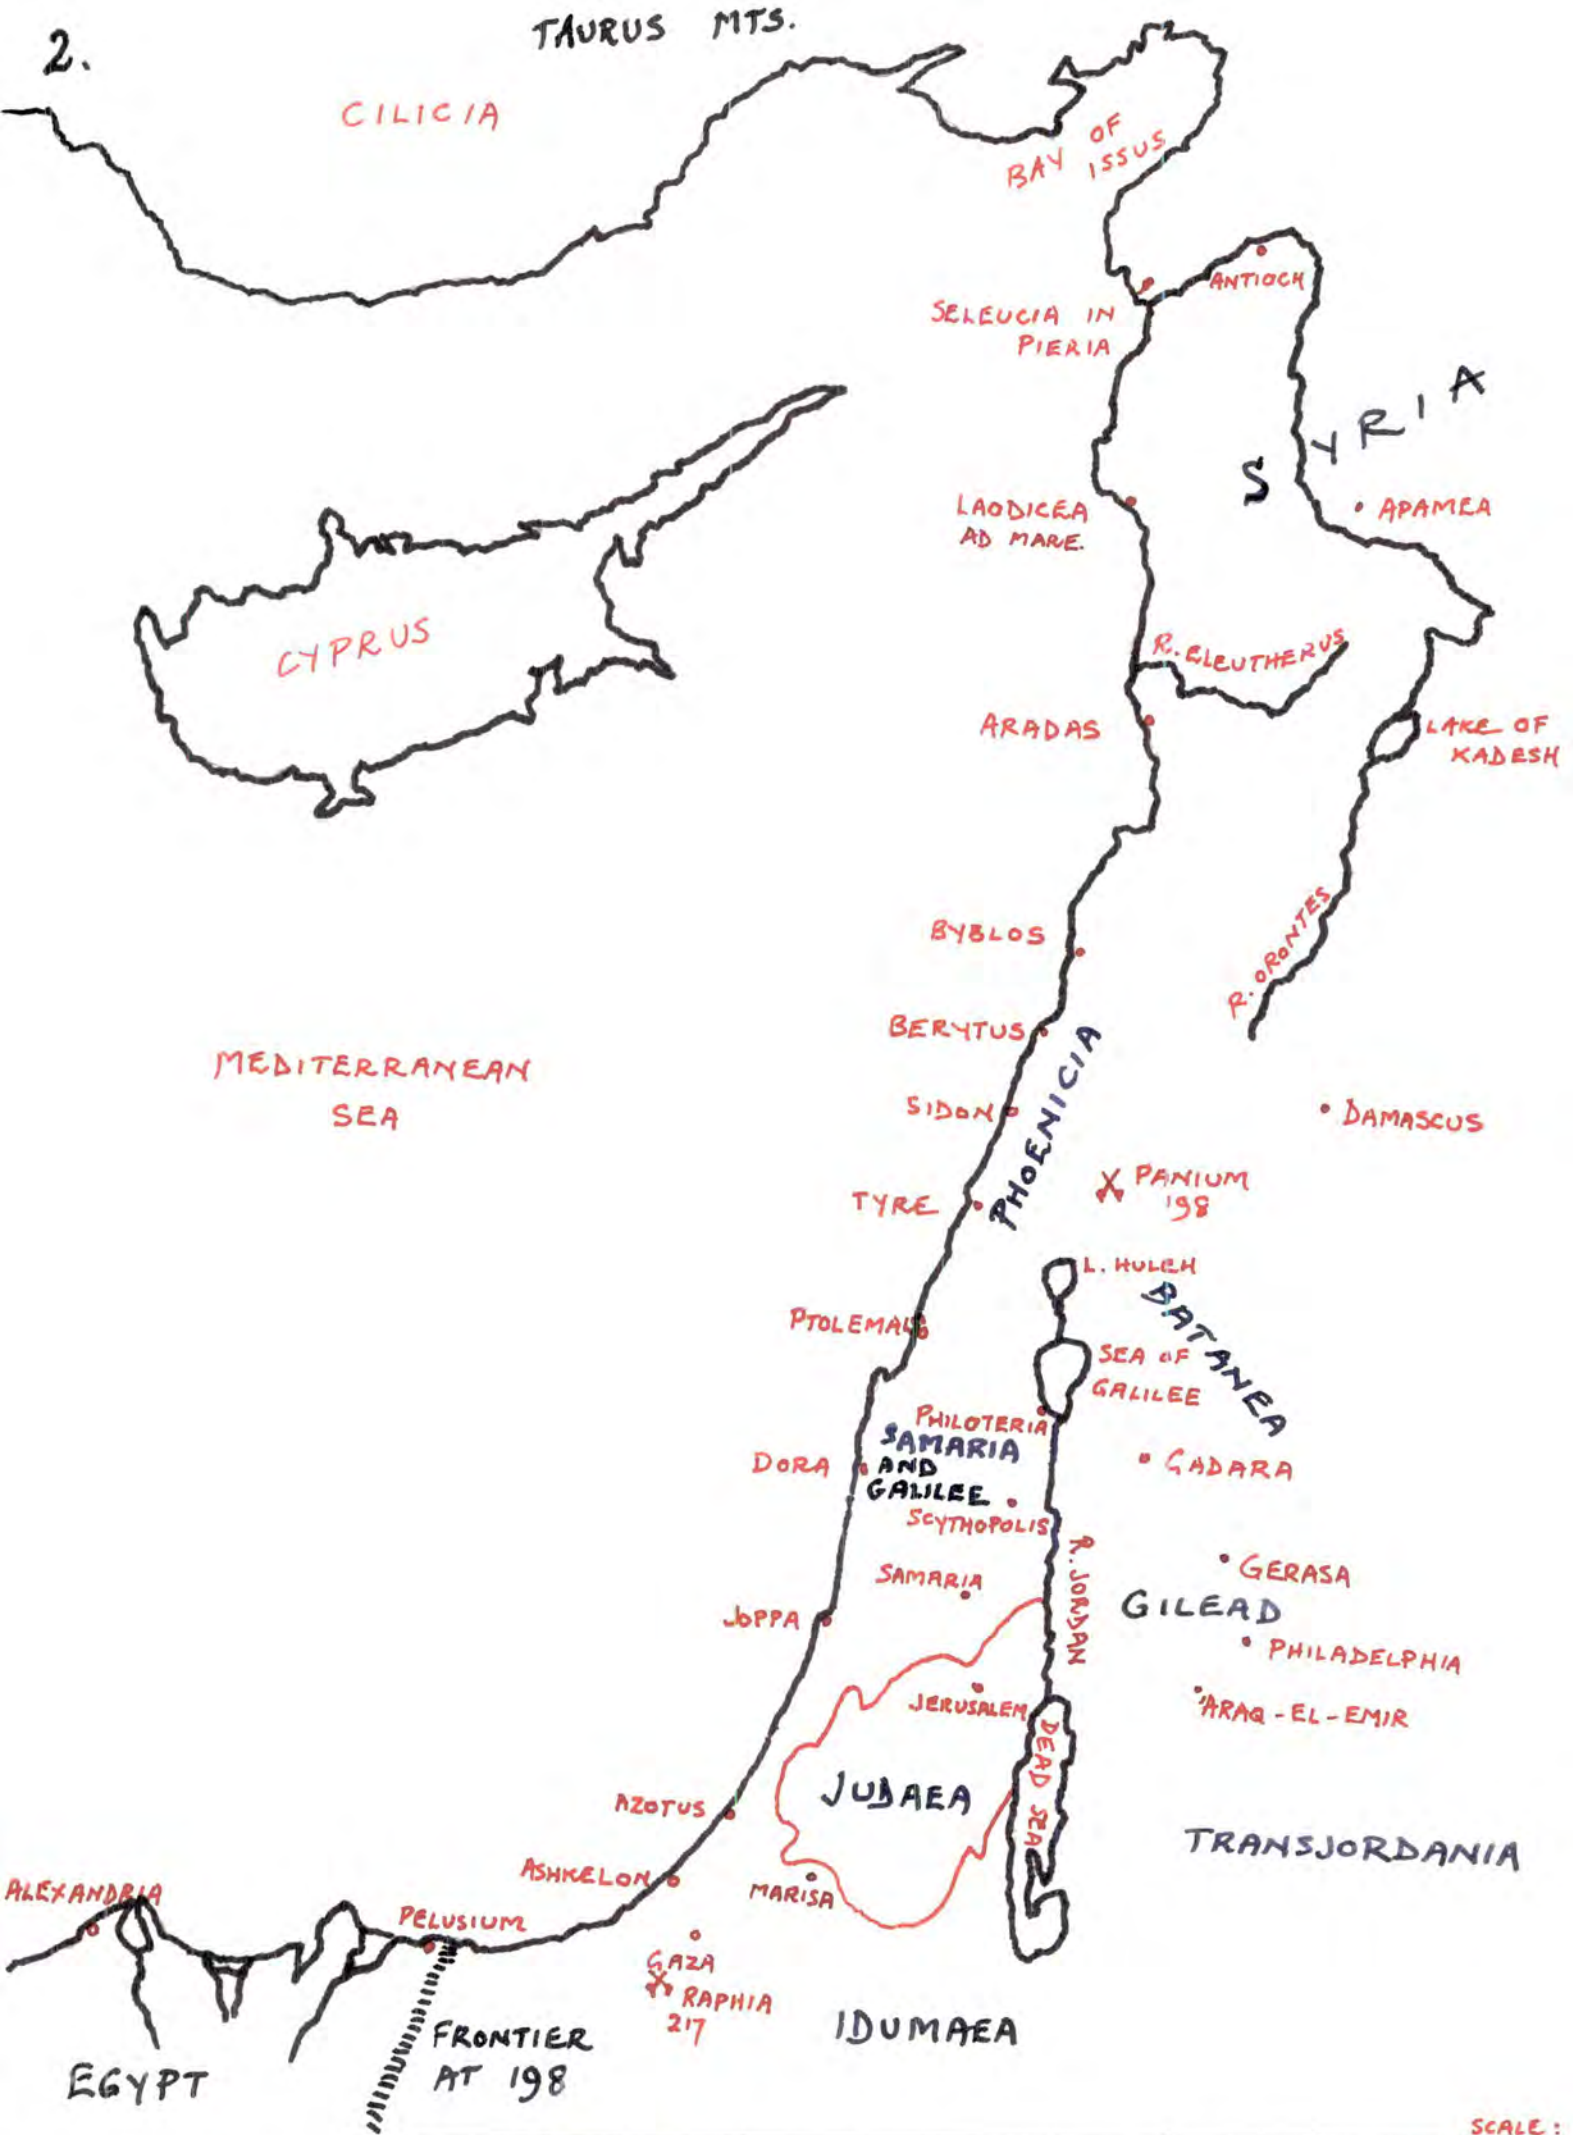 2.
TAURUS MTS.
CILICIA
BAY OF
ISSUS
ANTIOCH
SELEUCIA IN
PIERIA
SYRIA
LAODICEA
AD MARE.
APAMEA
CYPRUS
R. ELEUTHERUS
ARADAS
LAKE OF
KADESH
BYBLOS
R. ORONTES
BERYTUS
PHOENICIA
MEDITERRANEAN
SEA
SIDON
DAMASCUS
PANIUM
198
TYRE
L. HULEH
BATANEA
PTOLEMAIS
SEA OF
GALILEE
PHILOTERIA
SAMARIA
AND
GALILEE
DORA
GADARA
SCYTHOPOLIS
R. JORDAN
GERASA
SAMARIA
GILEAD
JOPPA
PHILADELPHIA
JERUSALEM
'ARAQ-EL-EMIR
DEAD SEA
JUDAEA
AZOTUS
TRANSJORDANIA
ASHKELON
MARISA
ALEXANDRIA
PELUSIUM
GAZA
RAPHIA
217
IDUMAEA
FRONTIER
AT 198
EGYPT
SCALE: